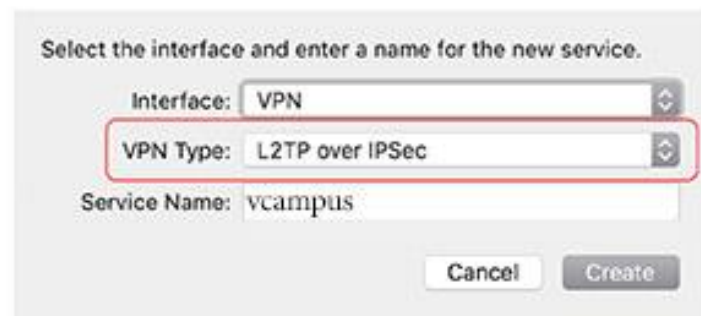 Select the interface and enter a name for the new service.
Interface: VPN
VPN Type: L2TP over IPSec
Service Name: vcampus
Cancel Create